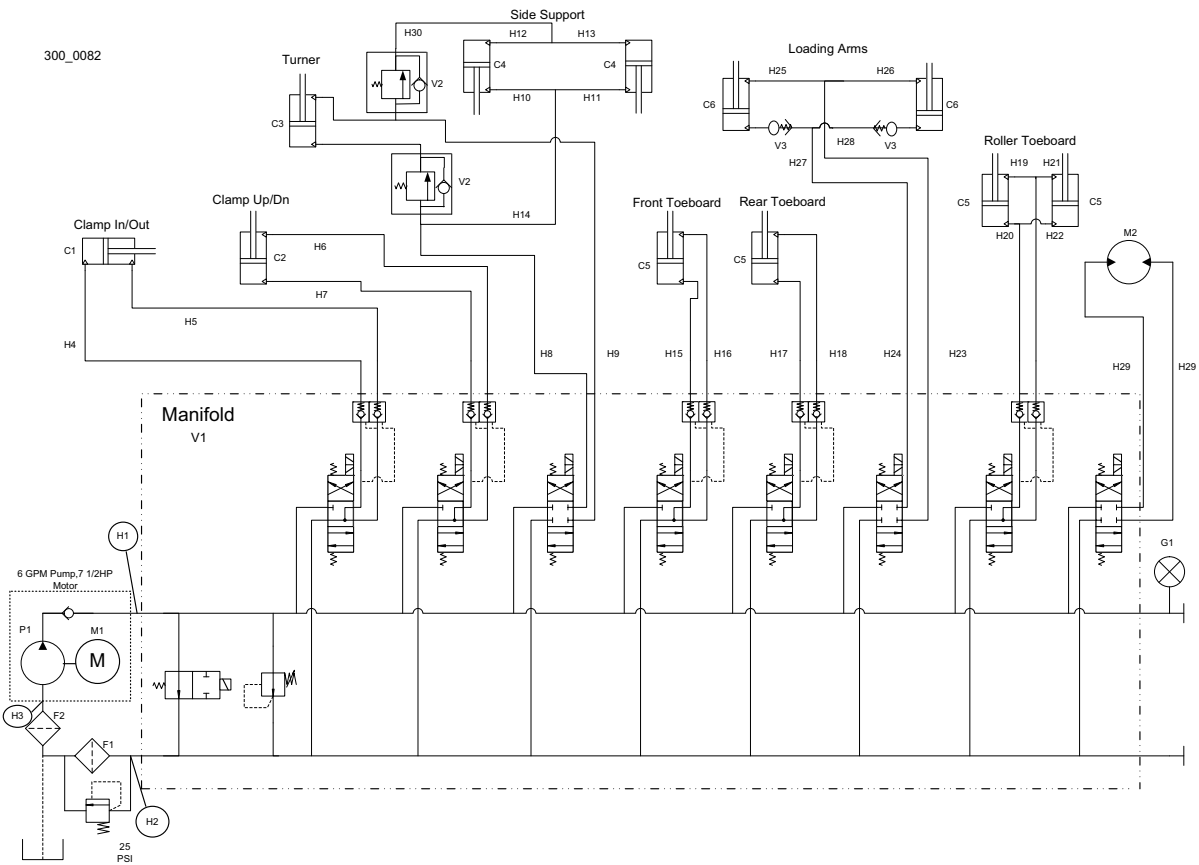 Side Support
H30
H12
H13
300_0082
Turner
V2
C4
C4
H10
H11
C3
Loading Arms
H25
H26
C6
C6
V3
H28
V3
H27
Roller Toeboard
H19
H21
C5
C5
H20
H22
V2
H14
Clamp Up/Dn
H6
C2
H7
Clamp In/Out
C1
H5
H4
Front Toeboard
C5
Rear Toeboard
C5
M2
H8
H9
H15
H16
H17
H18
H24
H23
H29
H29
Manifold
V1
H1
G1
6 GPM Pump,7 1/2HP
Motor
P1
M1
M
H3
F2
F1
H2
25
PSI